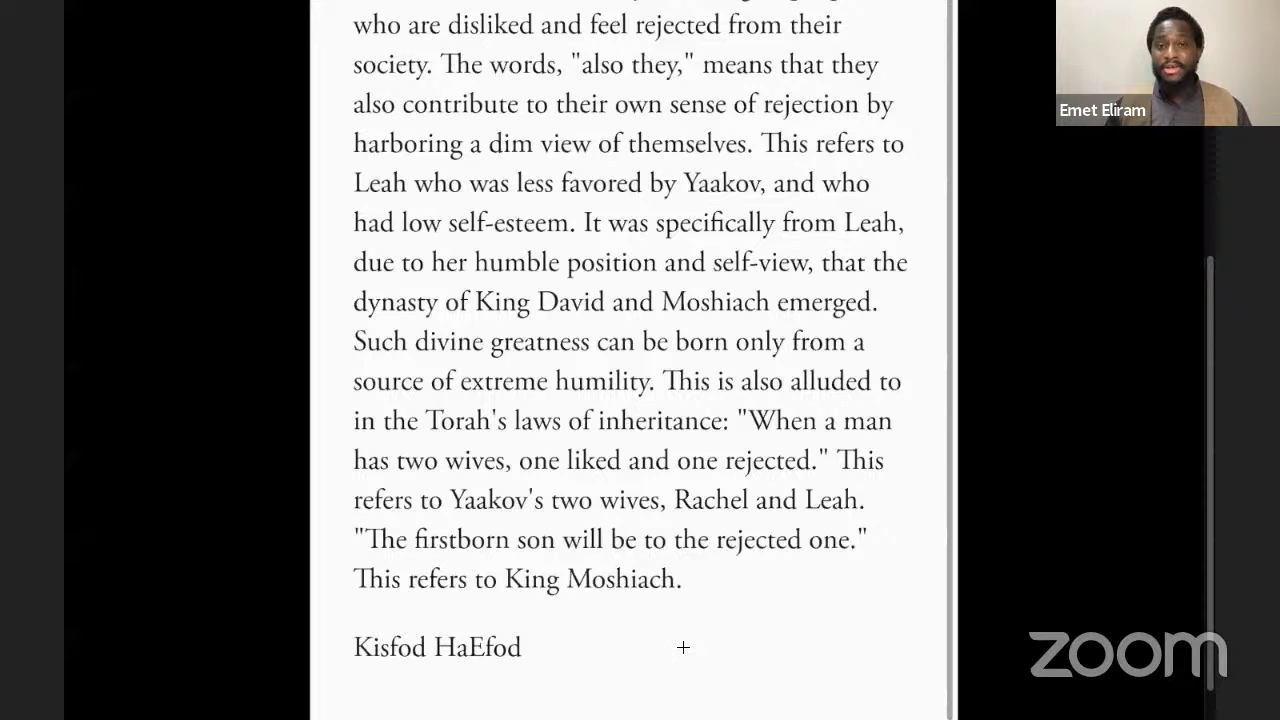 who are disliked and feel rejected from their
society. The words, "also they," means that they
also contribute to their own sense of rejection by
harboring a dim view of themselves. This refers to
Leah who was less favored by Yaakov, and who
had low self-esteem. It was specifically from Leah,
due to her humble position and self-view, that the
dynasty of King David and Moshiach emerged.
Such divine greatness can be born only from a
source of extreme humility. This is also alluded to
in the Torah's laws of inheritance: "When a man
has two wives, one liked and one rejected." This
refers to Yaakov's two wives, Rachel and Leah.
"The firstborn son will be to the rejected one."
This refers to King Moshiach.
Kisfod HaEfod
Emet Eliram
zoom